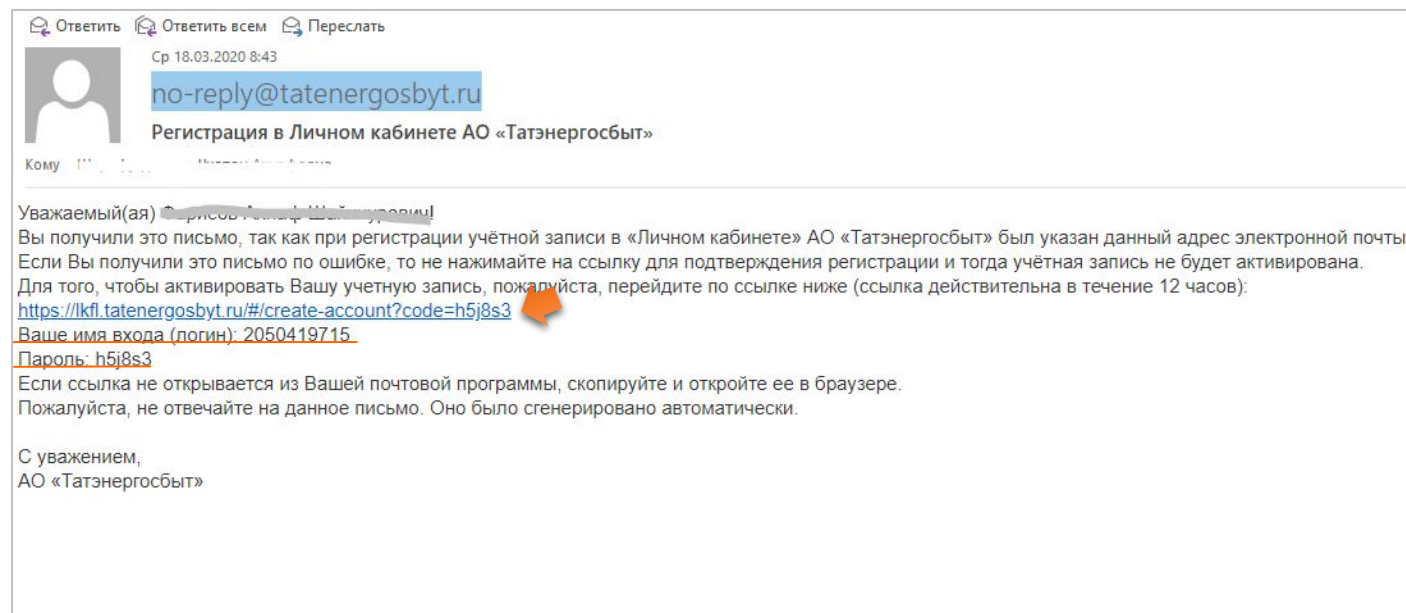 Ответить Ответить всем Переслать
Ср 18.03.2020 8:43
no-reply@tatenergosbyt.ru
Регистрация в Личном кабинете АО «Татэнергосбыт»
Кому
Уважаемый(ая)
Вы получили это письмо, так как при регистрации учётной записи в «Личном кабинете» АО «Татэнергосбыт» был указан данный адрес электронной почты
Если Вы получили это письмо по ошибке, то не нажимайте на ссылку для подтверждения регистрации и тогда учётная запись не будет активирована.
Для того, чтобы активировать Вашу учетную запись, пожалуйста, перейдите по ссылке ниже (ссылка действительна в течение 12 часов):
https://lkfl.tatenergosbyt.ru/#/create-account?code=h5j8s3
Ваше имя входа (логин): 2050419715
Пароль: h5j8s3
Если ссылка не открывается из Вашей почтовой программы, скопируйте и откройте ее в браузере.
Пожалуйста, не отвечайте на данное письмо. Оно было сгенерировано автоматически.
С уважением,
АО «Татэнергосбыт»